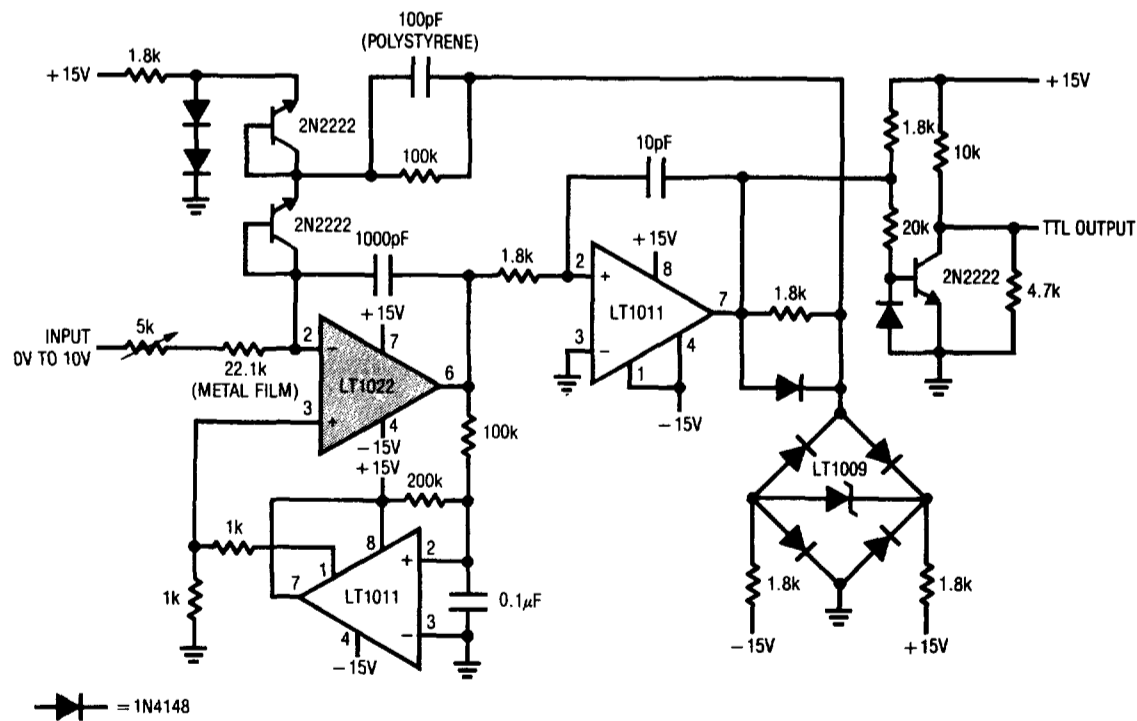 100pF
(POLYSTYRENE)
1.8k
+15V
2N2222
100k
10pF
+15V
1.8k
10k
2N2222
1000pF
1.8k
+15V
20k
TTL OUTPUT
2
+
8
2N2222
4.7k
INPUT
0V TO 10V
5k
22.1k
(METAL FILM)
+15V
2
−
7
LT1022
6
3
+
4
−15V
LT1011
7
1.8k
3
−
1
4
−15V
100k
+15V
200k
LT1009
1k
8
2
+
1
7
LT1011
0.1μF
1k
4
−
3
−15V
1.8k
1.8k
−15V
+15V
= 1N4148